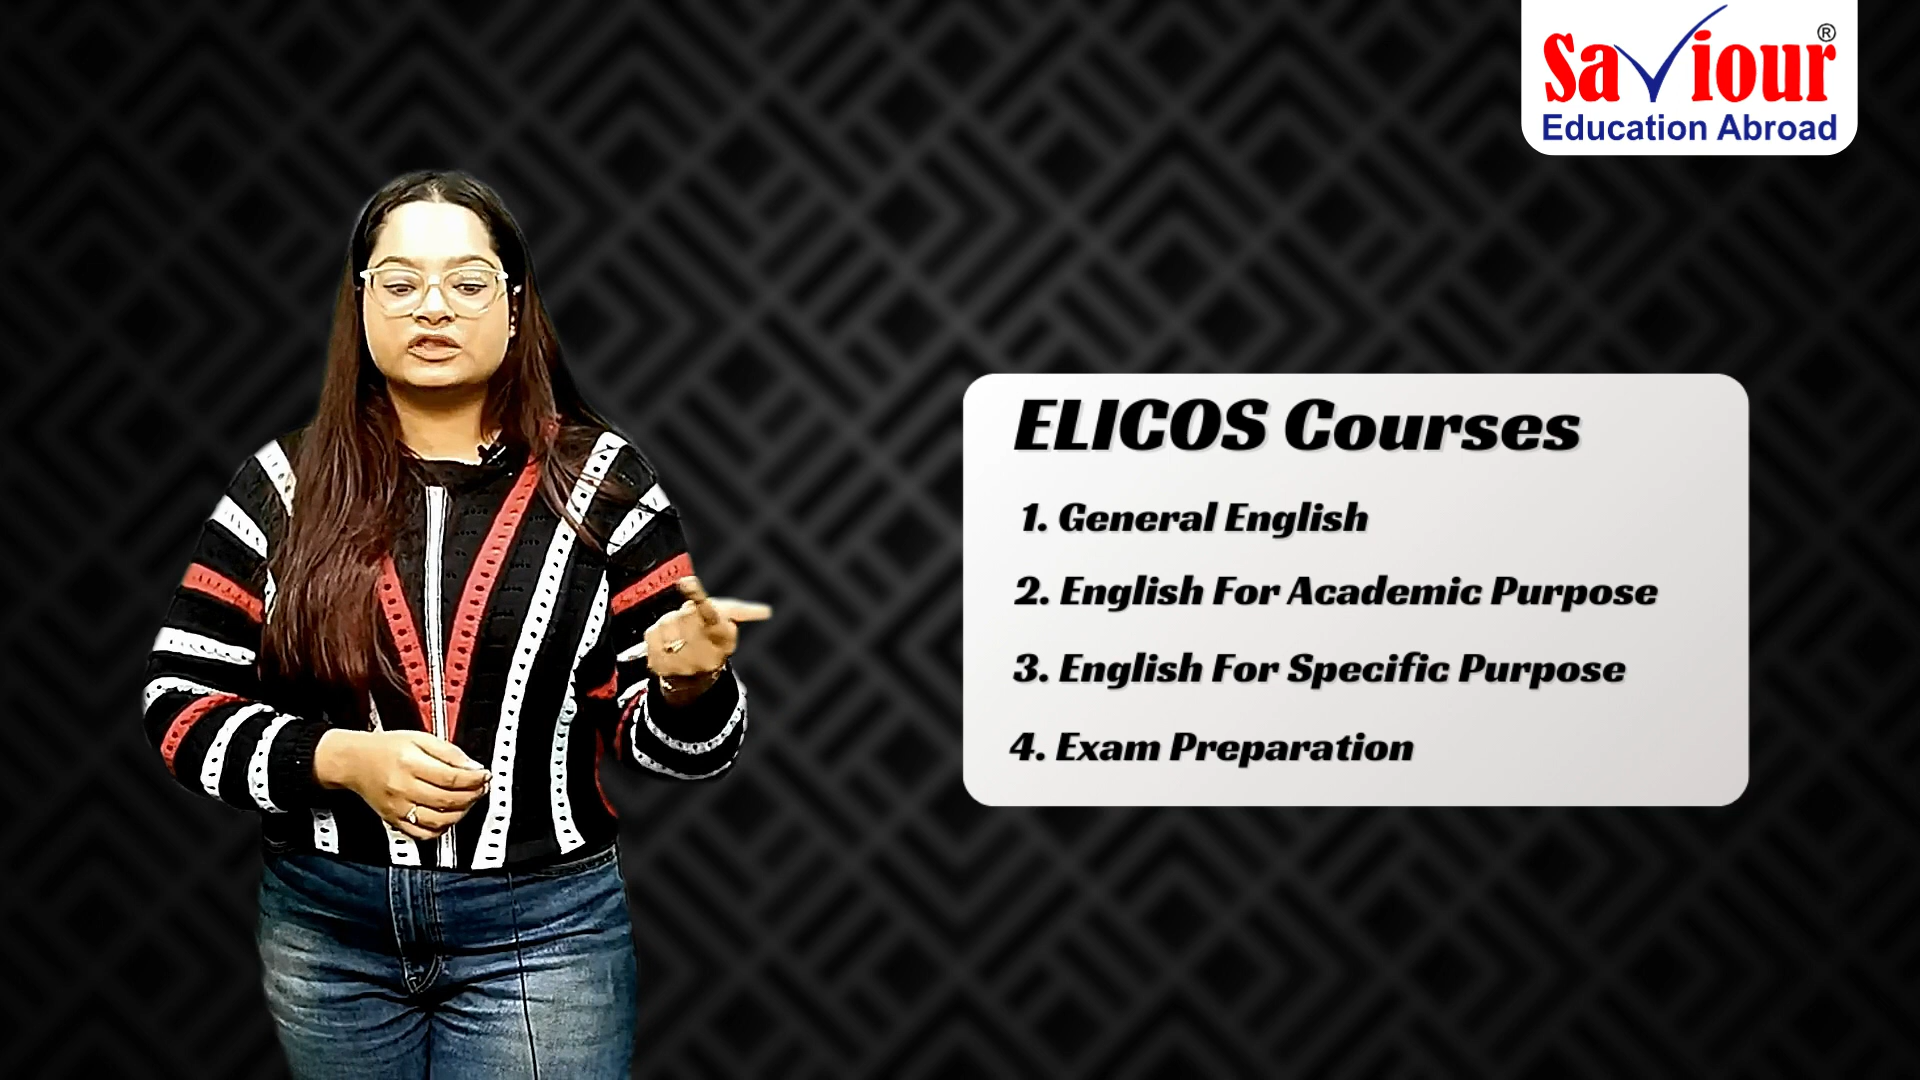 Saviour®
Education Abroad
ELICOS Courses
1. General English
2. English For Academic Purpose
3. English For Specific Purpose
4. Exam Preparation